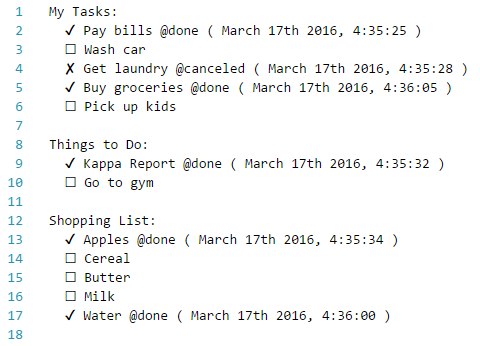 1 My Tasks:
2 ✓ Pay bills @done ( March 17th 2016, 4:35:25 )
3 ☐ Wash car
4 ✗ Get laundry @canceled ( March 17th 2016, 4:35:28 )
5 ✓ Buy groceries @done ( March 17th 2016, 4:36:05 )
6 ☐ Pick up kids
7
8 Things to Do:
9 ✓ Kappa Report @done ( March 17th 2016, 4:35:32 )
10 ☐ Go to gym
11
12 Shopping List:
13 ✓ Apples @done ( March 17th 2016, 4:35:34 )
14 ☐ Cereal
15 ☐ Butter
16 ☐ Milk
17 ✓ Water @done ( March 17th 2016, 4:36:00 )
18